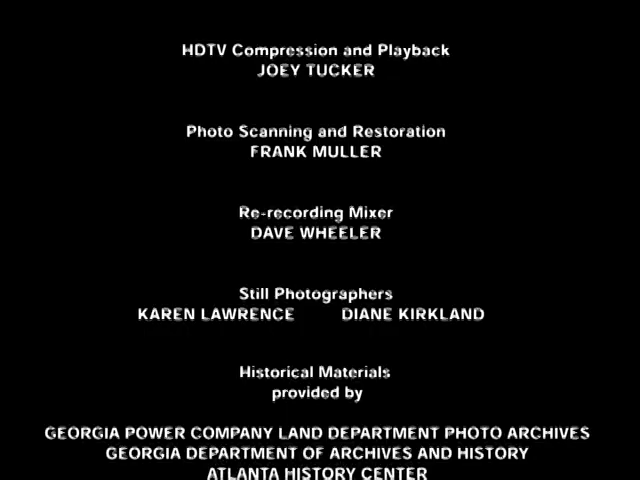 HDTV Compression and Playback
JOEY TUCKER
Photo Scanning and Restoration
FRANK MULLER
Re-recording Mixer
DAVE WHEELER
Still Photographers
KAREN LAWRENCE DIANE KIRKLAND
Historical Materials
provided by
GEORGIA POWER COMPANY LAND DEPARTMENT PHOTO ARCHIVES
GEORGIA DEPARTMENT OF ARCHIVES AND HISTORY
ATLANTA HISTORY CENTER